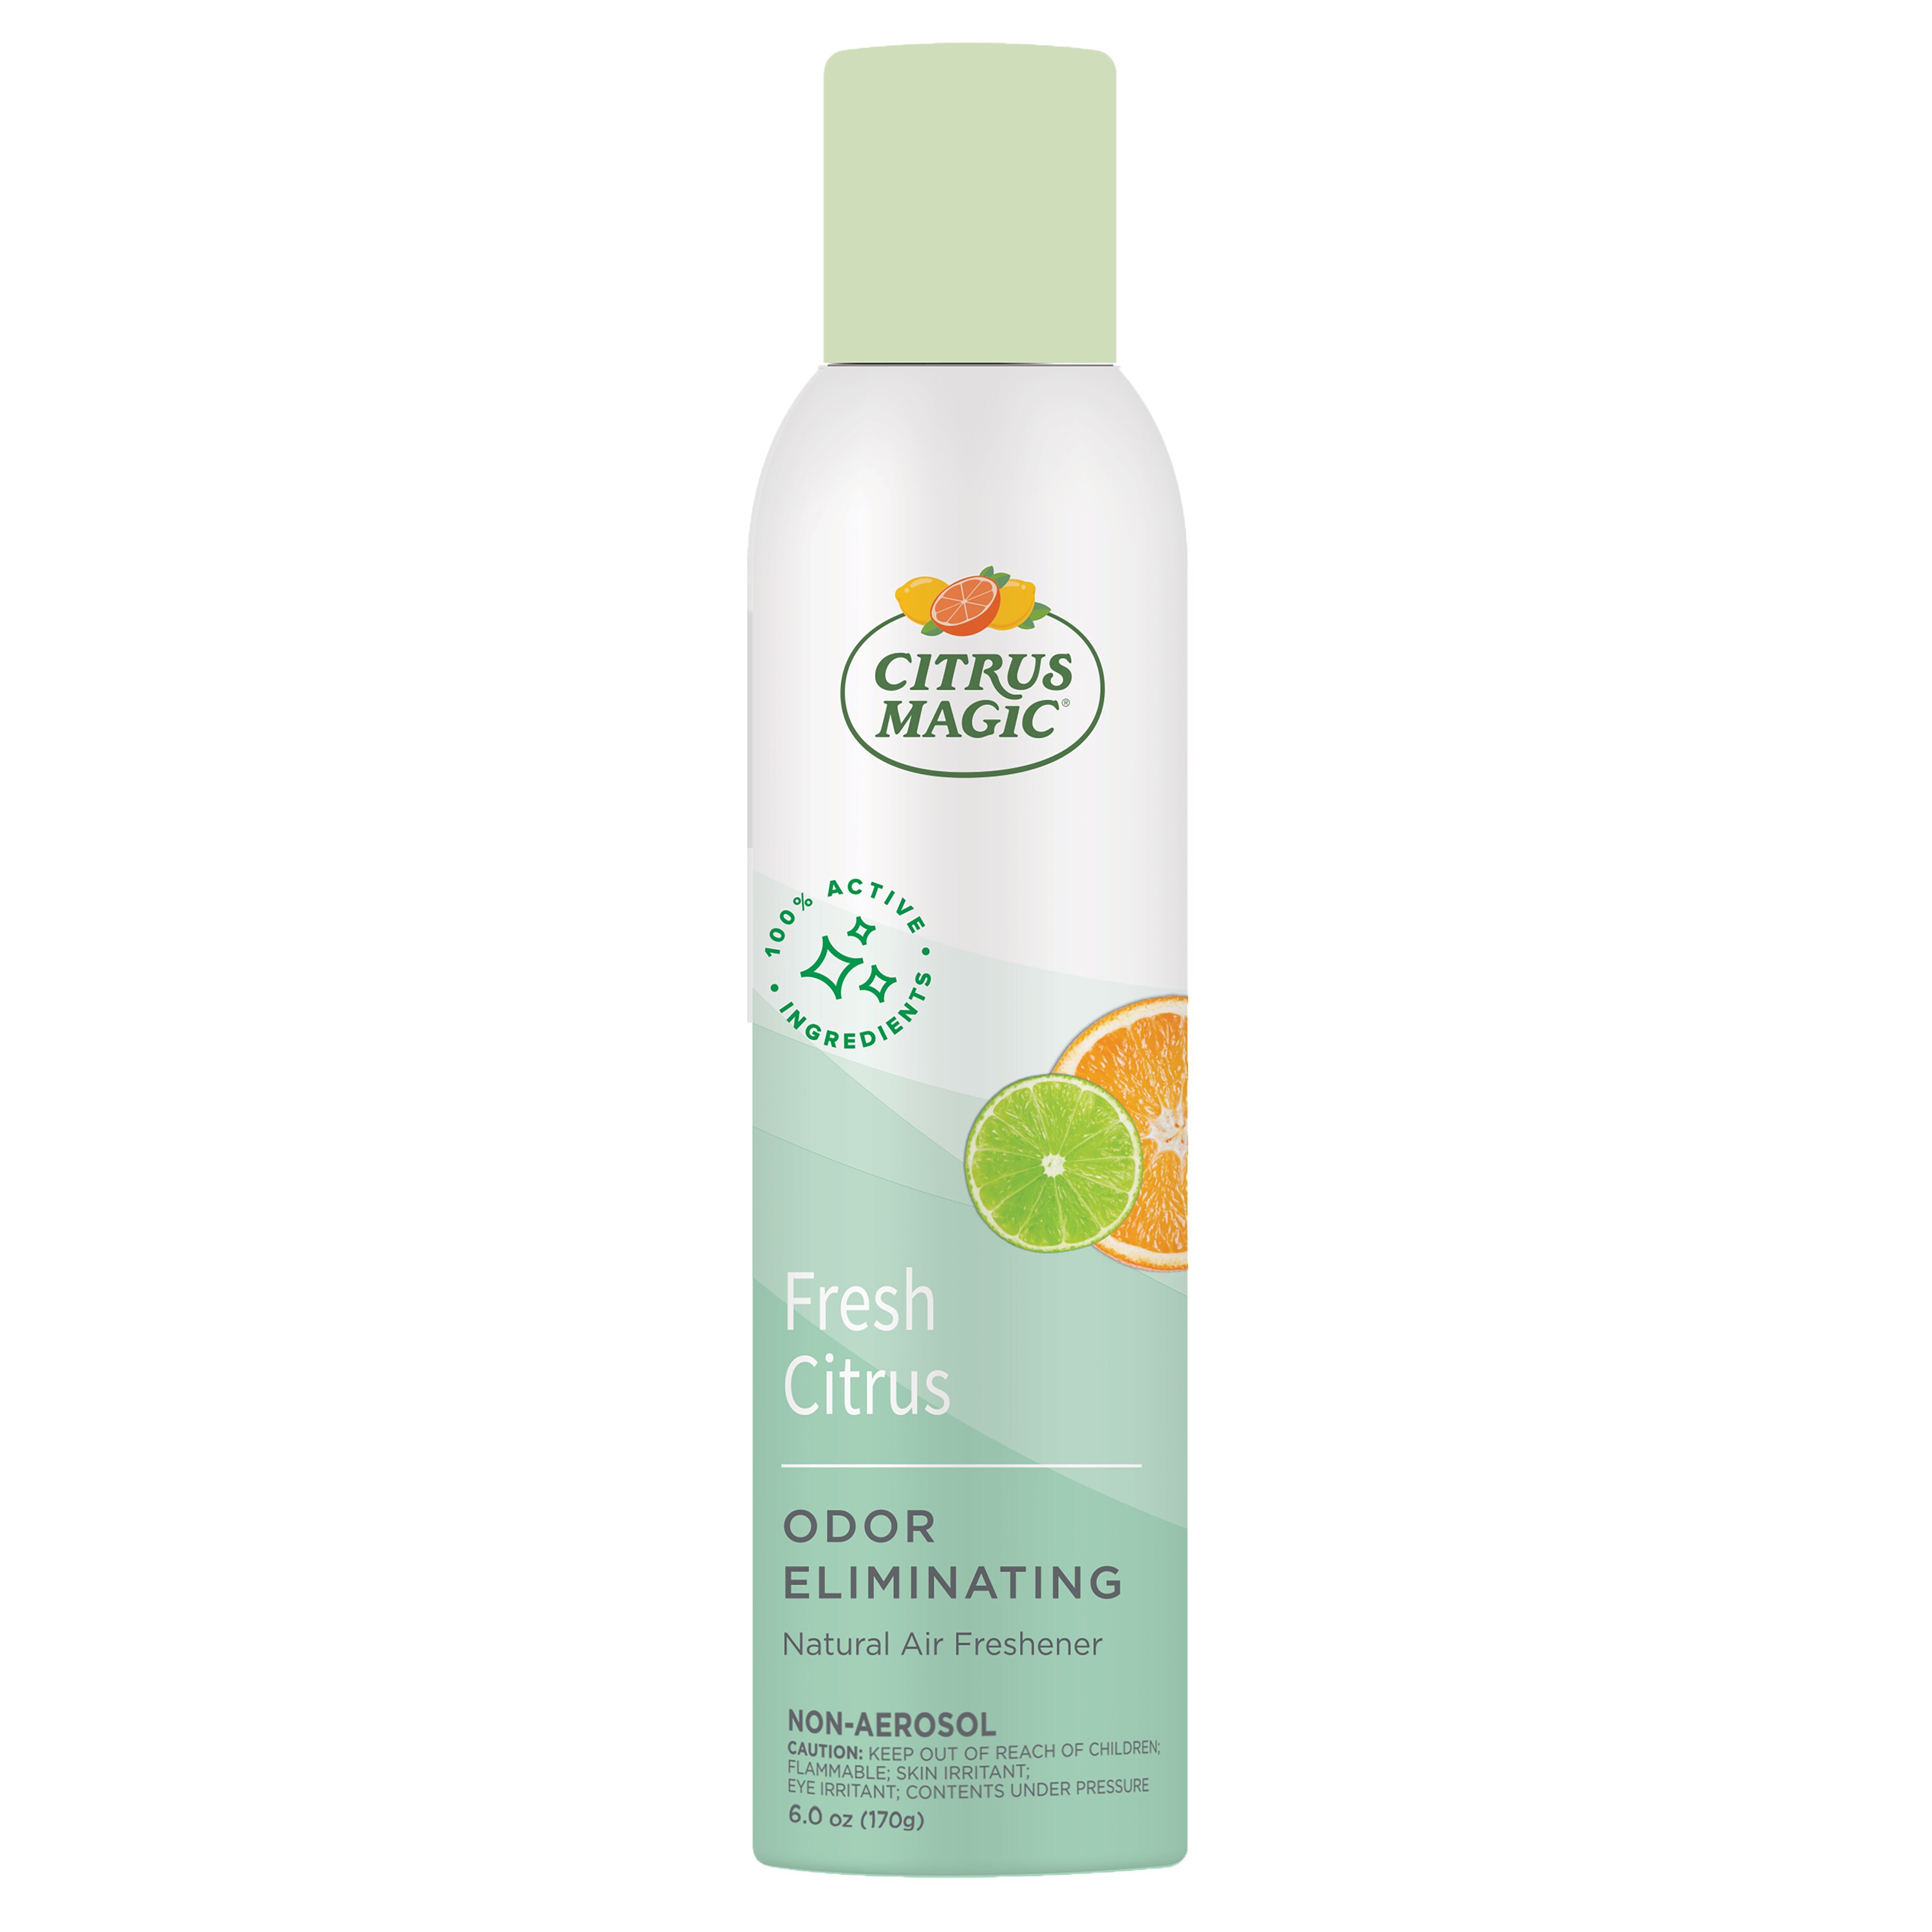 CITRUS
MAGIC®
100% ACTIVE
• INGREDIENTS •
Fresh
Citrus
ODOR
ELIMINATING
Natural Air Freshener
NON-AEROSOL
CAUTION: KEEP OUT OF REACH OF CHILDREN;
FLAMMABLE; SKIN IRRITANT;
EYE IRRITANT; CONTENTS UNDER PRESSURE
6.0 oz (170g)